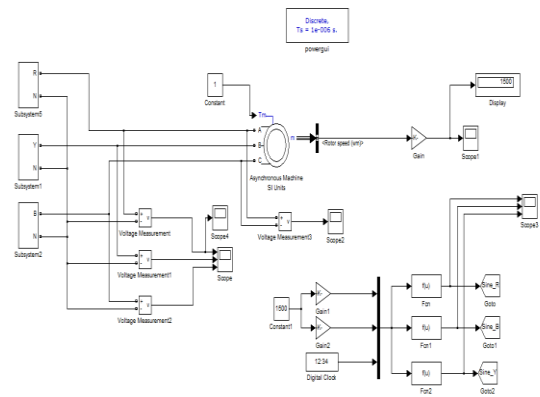 Discrete,
Ts = 1e-006 s.
powergui
R
N
Subsystem5
Y
N
Subsystem1
B
N
Subsystem2
1
Constant
Tm
A
B
C
m
Asynchronous Machine
SI Units
<Rotor speed (wm)>
-K-
Gain
1500
Display
Scope1
+
-
v
Voltage Measurement
+
-
v
Voltage Measurement1
+
-
v
Voltage Measurement2
Scope4
Scope
+
-
v
Voltage Measurement3
Scope2
Scope3
1500
Constant1
-K-
Gain1
-K-
Gain2
12:34
Digital Clock
f(u)
Fcn
f(u)
Fcn1
f(u)
Fcn2
Sine_R
Goto
Sine_B
Goto1
Sine_Y
Goto2